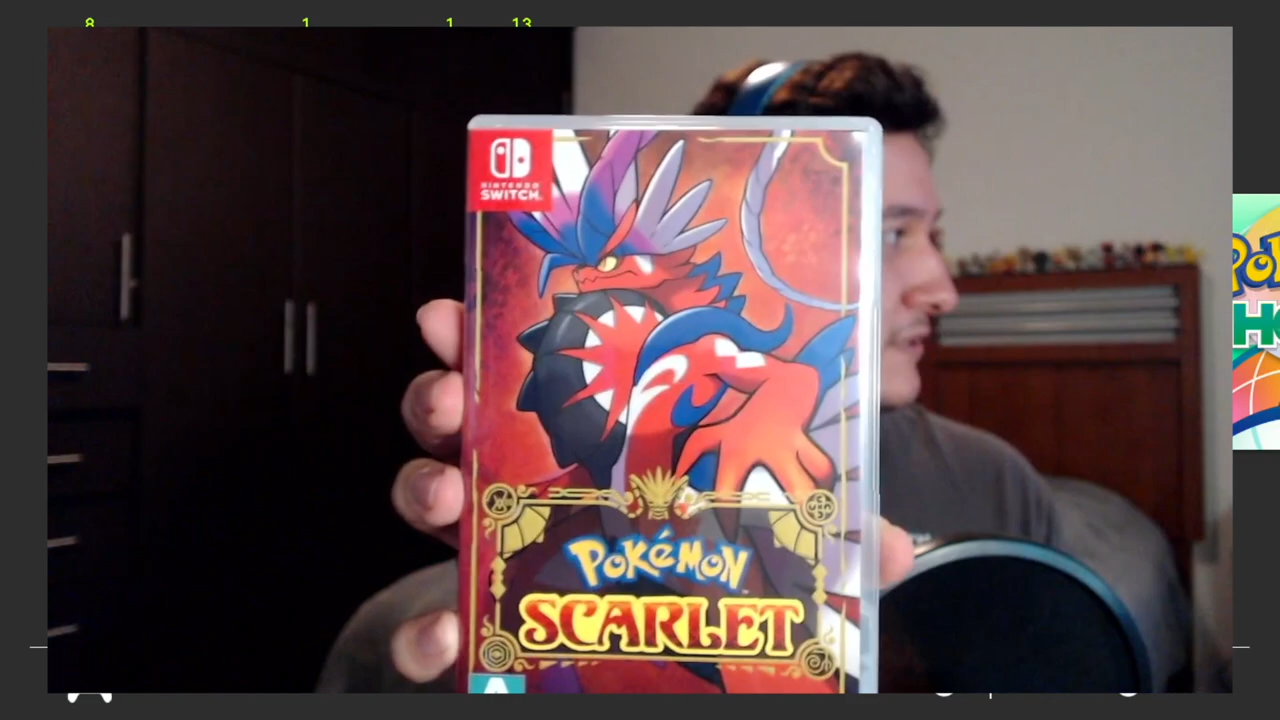 8 1 1 13
NINTENDO
SWITCH
POKÉMON
SCARLET
A